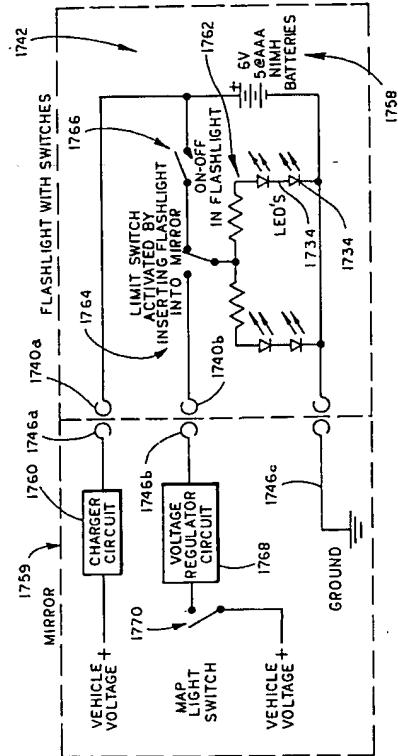 MIRROR
1759
1760
1746a
1740a
1764
FLASHLIGHT WITH SWITCHES
1766
1742
VEHICLE +
VOLTAGE
CHARGER
CIRCUIT
LIMIT SWITCH
ACTIVATED BY
INSERTING FLASHLIGHT
INTO MIRROR
ON-OFF
IN FLASHLIGHT
1762
1770
MAP
LIGHT
SWITCH
1746b
VOLTAGE
REGULATOR
CIRCUIT
1740b
±
6V
5@AAA
NIMH
BATTERIES
VEHICLE +
VOLTAGE
1768
LED'S
1734
1734
1746c
GROUND
1758